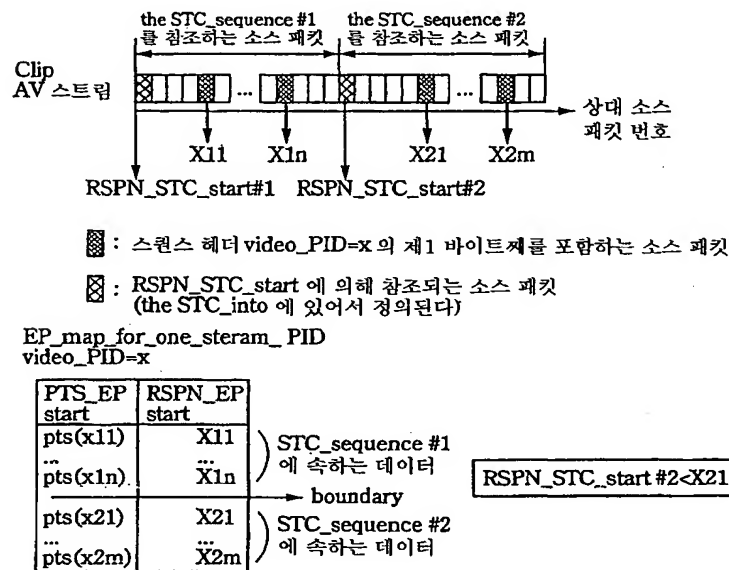 the STC_sequence #1 the STC_sequence #2
를 참조하는 소스 패킷 를 참조하는 소스 패킷
Clip
AV 스트림
... ...
상대 소스
패킷 번호
X11 X1n X21 X2m
RSPN_STC_start#1 RSPN_STC_start#2
: 스퀀스 헤더 video_PID=x 의 제1 바이트째를 포함하는 소스 패킷
: RSPN_STC_start 에 의해 참조되는 소스 패킷
(the STC_into 에 있어서 정의된다)
EP_map_for_one_steram_ PID
video_PID=x
PTS_EP RSPN_EP
start start
pts(x11) X11
... ...
pts(x1n) X1n
STC_sequence #1
에 속하는 데이터
boundary
RSPN_STC_start #2<X21
pts(x21) X21
... ...
pts(x2m) X2m
STC_sequence #2
에 속하는 데이터